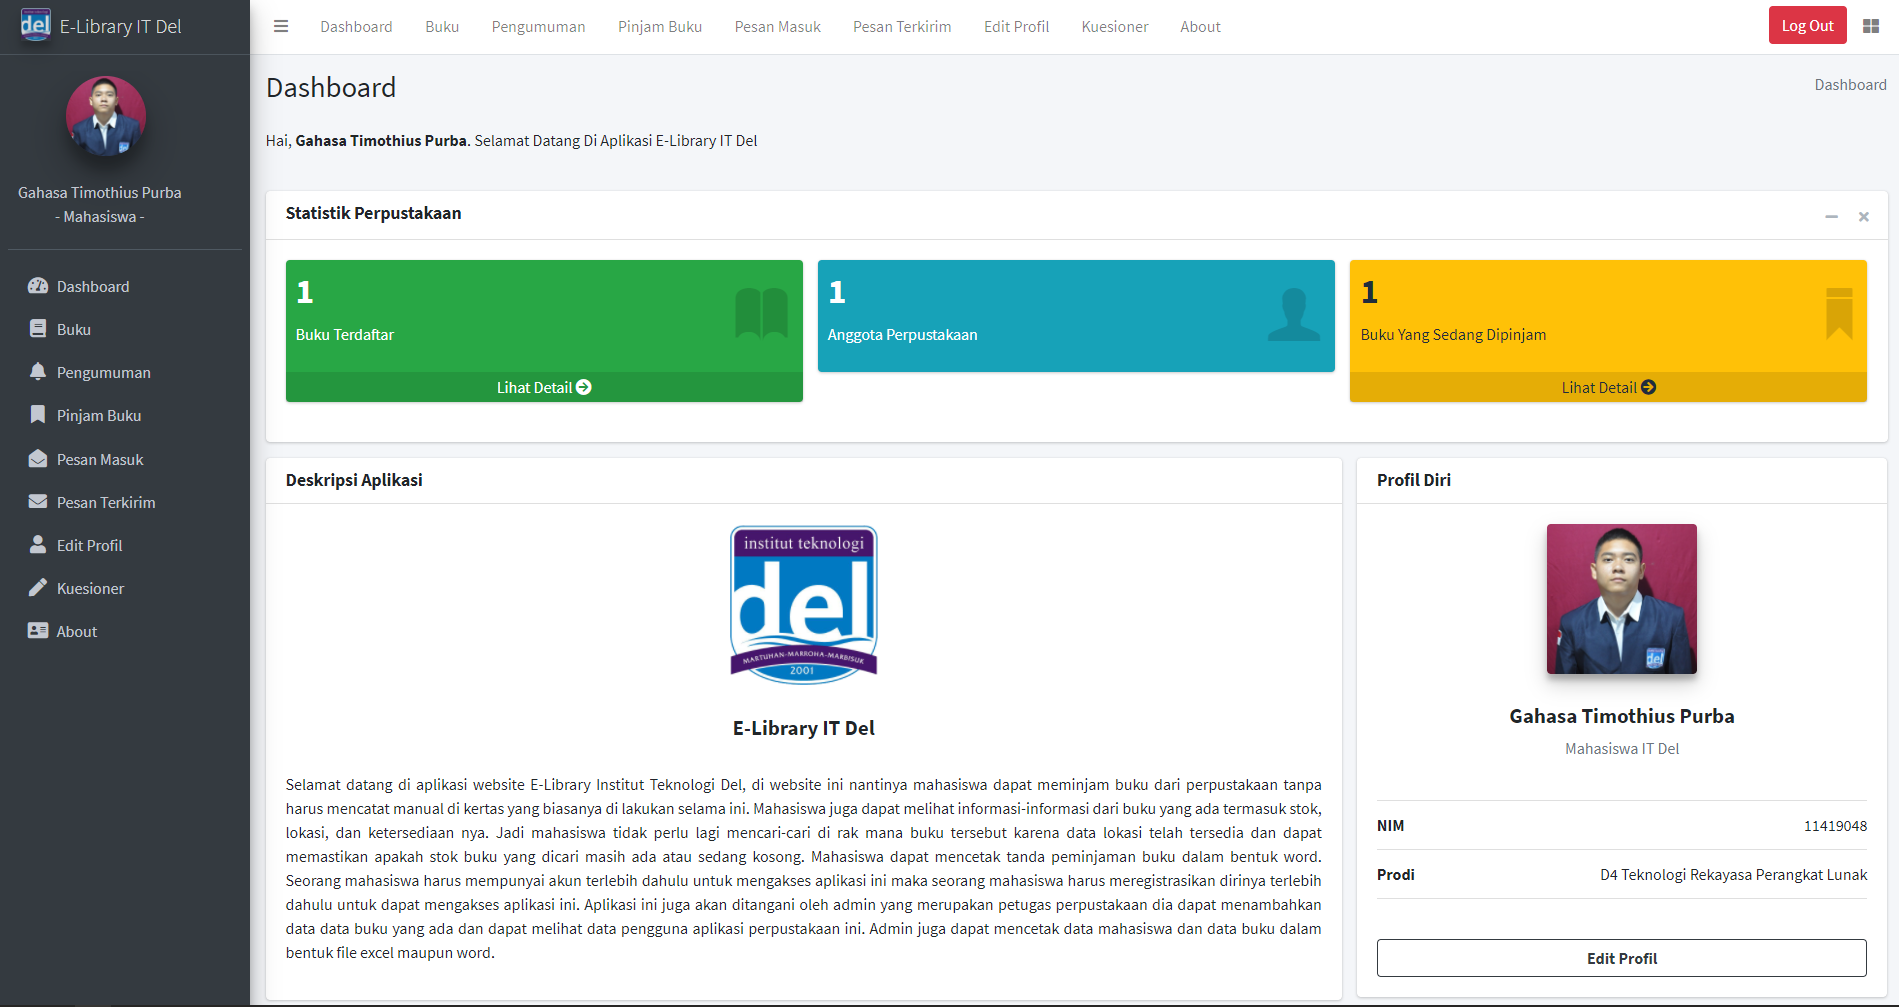 E-Library IT Del
Dashboard
Buku
Pengumuman
Pinjam Buku
Pesan Masuk
Pesan Terkirim
Edit Profil
Kuesioner
About
Log Out
Gahasa Timothius Purba
- Mahasiswa -
Dashboard
Buku
Pengumuman
Pinjam Buku
Pesan Masuk
Pesan Terkirim
Edit Profil
Kuesioner
About
Dashboard
Dashboard
Hai, Gahasa Timothius Purba. Selamat Datang Di Aplikasi E-Library IT Del
Statistik Perpustakaan
1
Buku Terdaftar
Lihat Detail
1
Anggota Perpustakaan
1
Buku Yang Sedang Dipinjam
Lihat Detail
Deskripsi Aplikasi
institut teknologi
del
MARTUHAN-MARROHA-MARBISUK
2001
E-Library IT Del
Selamat datang di aplikasi website E-Library Institut Teknologi Del, di website ini nantinya mahasiswa dapat meminjam buku dari perpustakaan tanpa
harus mencatat manual di kertas yang biasanya di lakukan selama ini. Mahasiswa juga dapat melihat informasi-informasi dari buku yang ada termasuk stok,
lokasi, dan ketersediaan nya. Jadi mahasiswa tidak perlu lagi mencari-cari di rak mana buku tersebut karena data lokasi telah tersedia dan dapat
memastikan apakah stok buku yang dicari masih ada atau sedang kosong. Mahasiswa dapat mencetak tanda peminjaman buku dalam bentuk word.
Seorang mahasiswa harus mempunyai akun terlebih dahulu untuk mengakses aplikasi ini maka seorang mahasiswa harus meregistrasikan dirinya terlebih
dahulu untuk dapat mengakses aplikasi ini. Aplikasi ini juga akan ditangani oleh admin yang merupakan petugas perpustakaan dia dapat menambahkan
data data buku yang ada dan dapat melihat data pengguna aplikasi perpustakaan ini. Admin juga dapat mencetak data mahasiswa dan data buku dalam
bentuk file excel maupun word.
Profil Diri
del
Gahasa Timothius Purba
Mahasiswa IT Del
NIM 11419048
Prodi D4 Teknologi Rekayasa Perangkat Lunak
Edit Profil